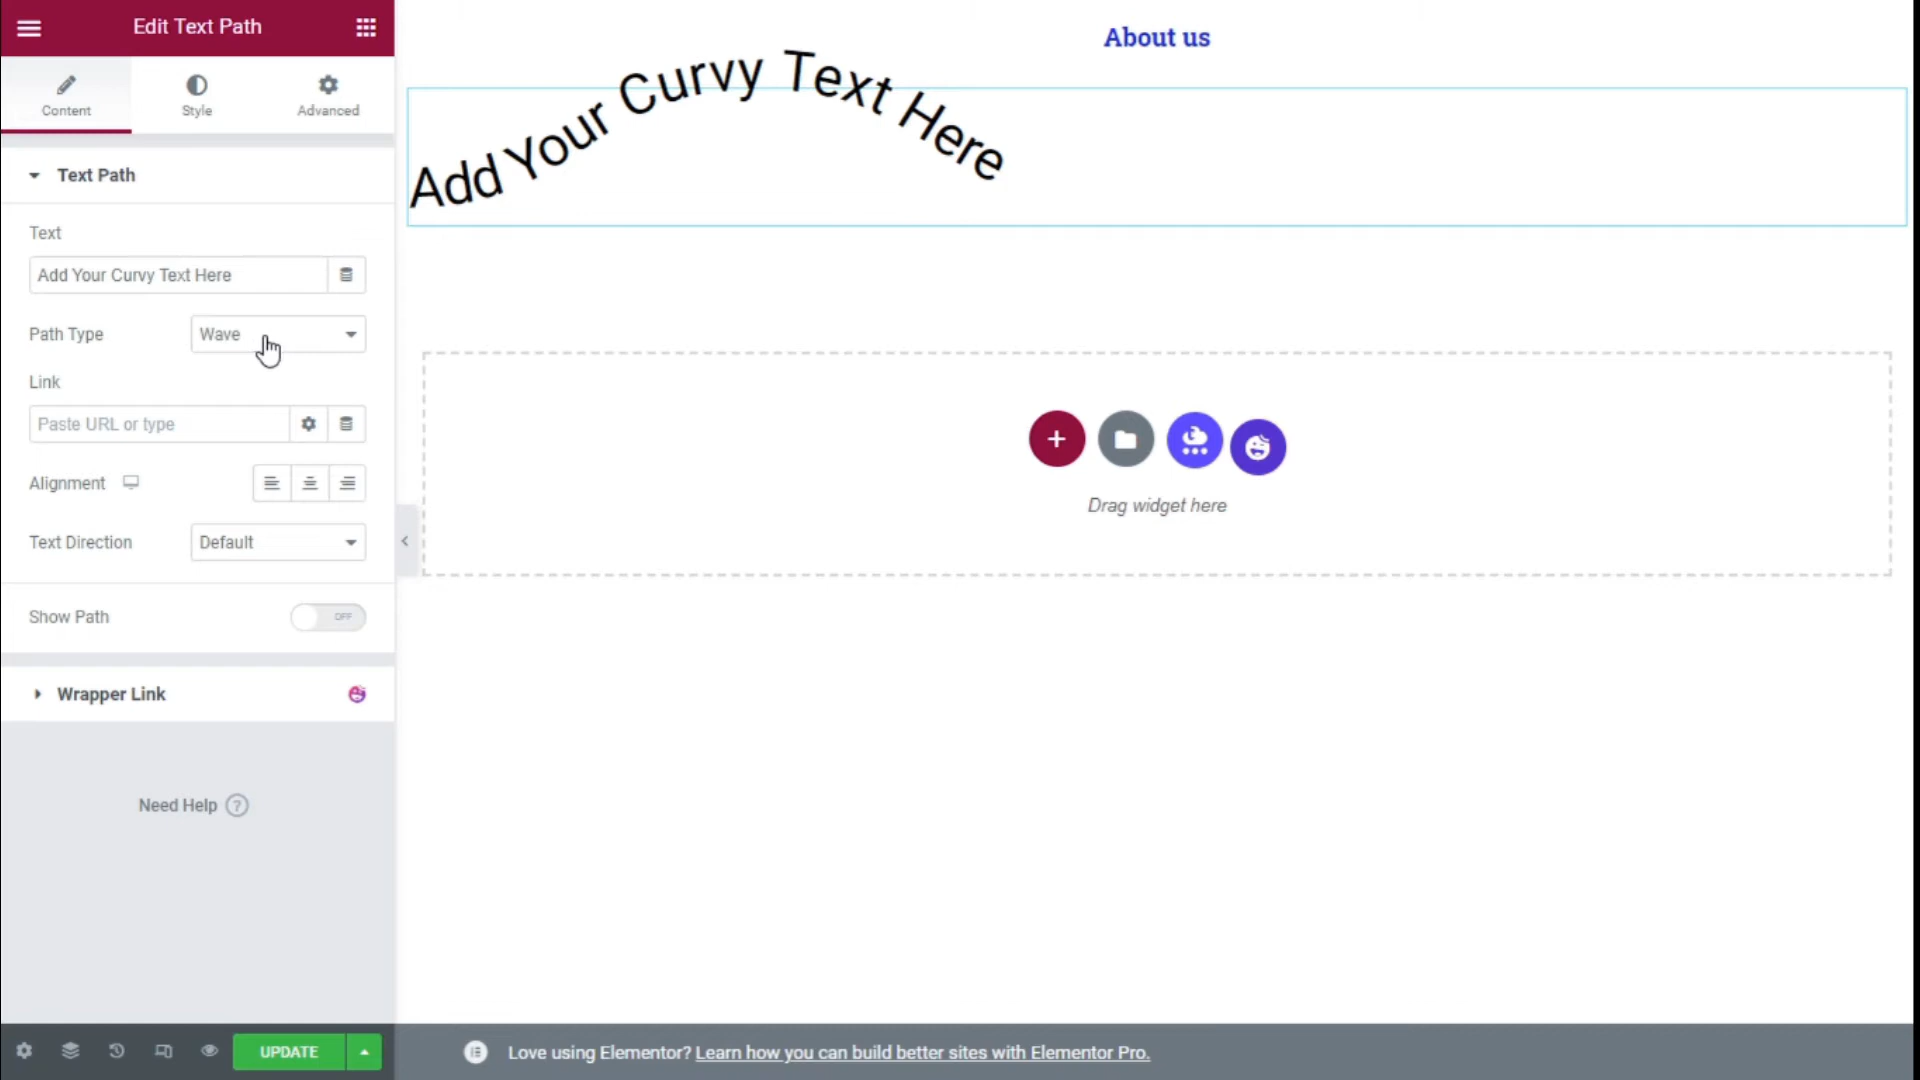 Edit Text Path
Content
Style
Advanced
Text Path
Text
Add Your Curvy Text Here
Path Type
Wave
Link
Paste URL or type
Alignment
Text Direction
Default
Show Path
OFF
Wrapper Link
Need Help ?
UPDATE
About us
Add Your Curvy Text Here
Drag widget here
Love using Elementor? Learn how you can build better sites with Elementor Pro.